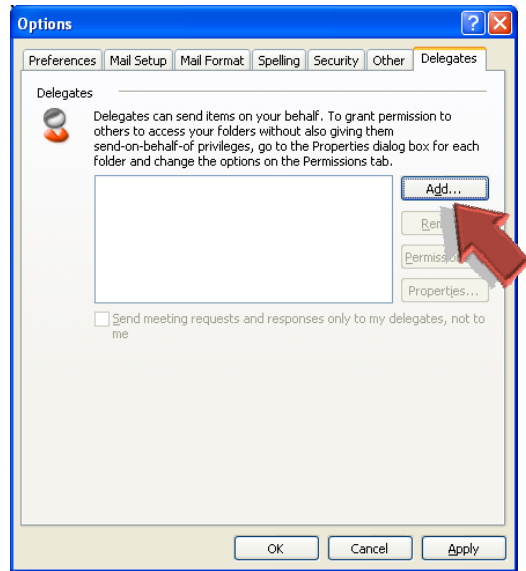 Options
Preferences Mail Setup Mail Format Spelling Security Other Delegates
Delegates
Delegates can send items on your behalf. To grant permission to
others to access your folders without also giving them
send-on-behalf-of privileges, go to the Properties dialog box for each
folder and change the options on the Permissions tab.
Add...
Properties...
Send meeting requests and responses only to my delegates, not to
me
OK Cancel Apply